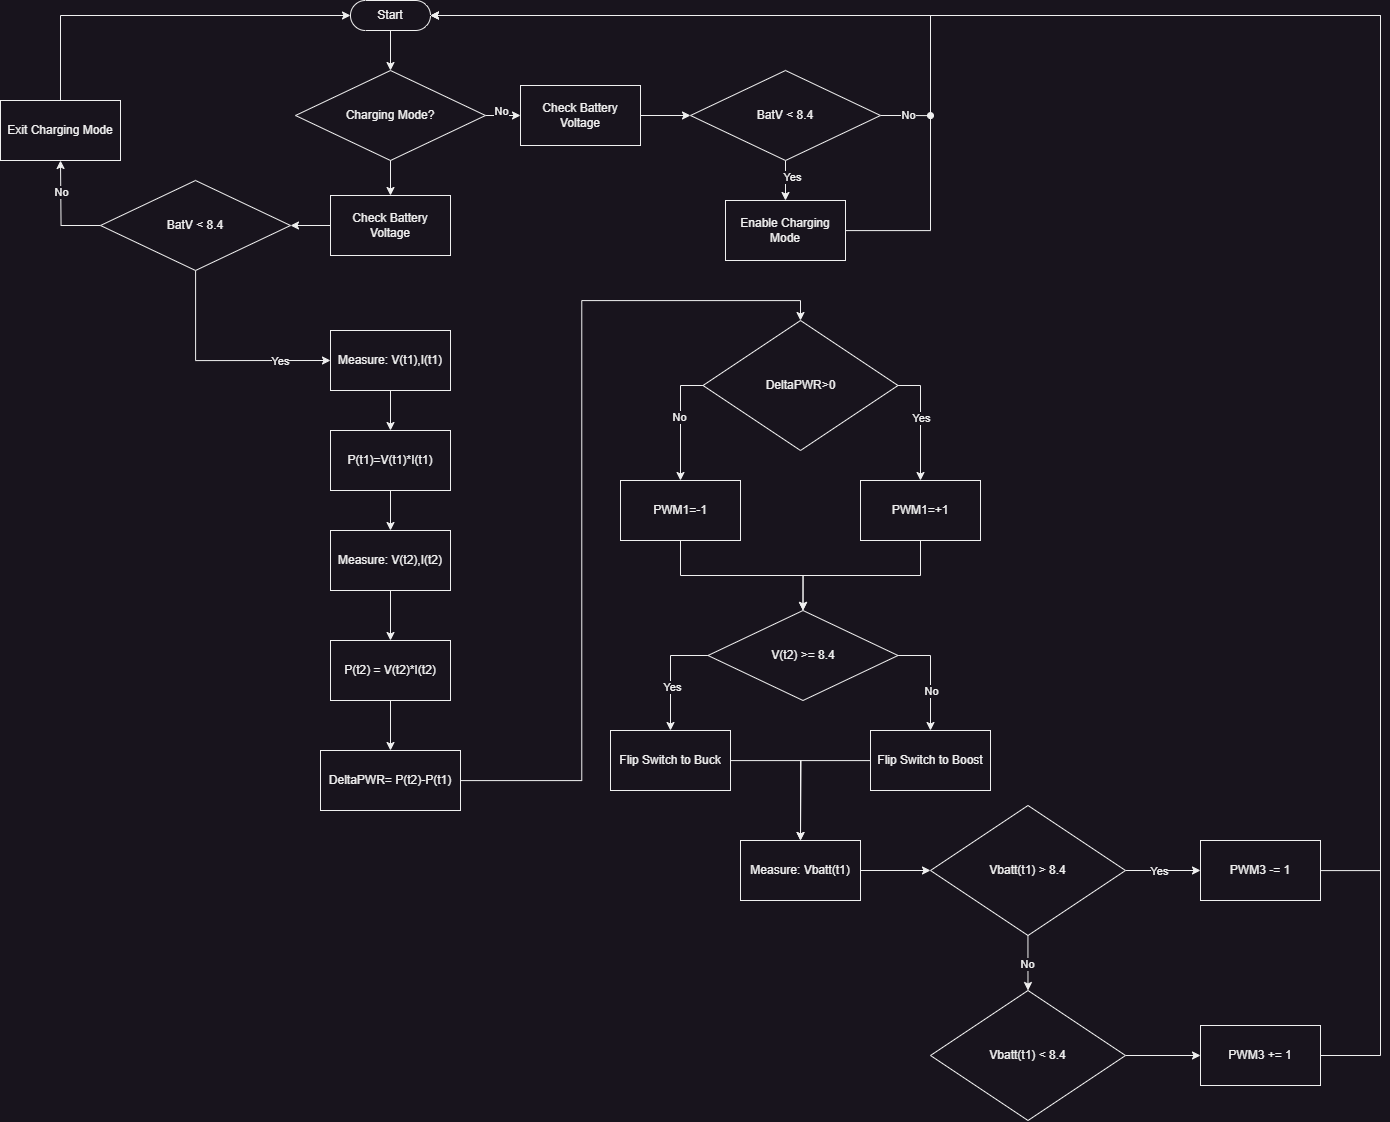 Start
Charging Mode?
No
Check Battery
Voltage
BatV < 8.4
No
Yes
Enable Charging
Mode
Check Battery
Voltage
BatV < 8.4
No
Exit Charging Mode
Yes
Measure: V(t1),I(t1)
P(t1)=V(t1)*I(t1)
Measure: V(t2),I(t2)
P(t2) = V(t2)*I(t2)
DeltaPWR= P(t2)-P(t1)
DeltaPWR>0
No
Yes
PWM1=-1
PWM1=+1
V(t2) >= 8.4
Yes
No
Flip Switch to Buck
Flip Switch to Boost
Measure: Vbatt(t1)
Vbatt(t1) > 8.4
Yes
PWM3 -= 1
No
Vbatt(t1) < 8.4
PWM3 += 1